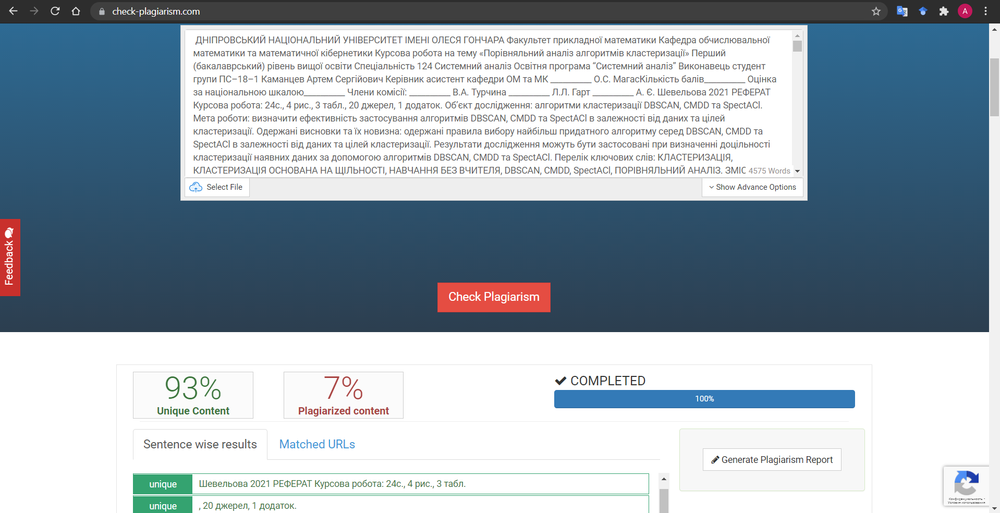 check-plagiarism.com
A
ДНІПРОВСЬКИЙ НАЦІОНАЛЬНИЙ УНІВЕРСИТЕТ ІМЕНІ ОЛЕСЯ ГОНЧАРА Факультет прикладної математики Кафедра обчислювальної
математики та математичної кібернетики Курсова робота на тему «Порівняльний аналіз алгоритмів кластеризації» Перший
(бакалаврський) рівень вищої освіти Спеціальність 124 Системний аналіз Освітня програма “Системний аналіз” Виконавець студент
групи ПС–18–1 Каманцев Артем Сергійович Керівник асистент кафедри ОМ та МК _________ О.С. МагасКількість балів_________ Оцінка
за національною шкалою_________ Члени комісії: _________ В.А. Турчина _________ Л.Л. Гарт _________ А. Є. Шевельова 2021 РЕФЕРАТ
Курсова робота: 24с., 4 рис., 3 табл., 20 джерел, 1 додаток. Об’єкт дослідження: алгоритми кластеризації DBSCAN, CMDD та SpectACl.
Мета роботи: визначити ефективність застосування алгоритмів DBSCAN, CMDD та SpectACl в залежності від даних та цілей
кластеризації. Одержані висновки та їх новизна: одержані правила вибору найбільш придатного алгоритму серед DBSCAN, CMDD та
SpectACl в залежності від даних та цілей кластеризації. Результати дослідження можуть бути застосовані при визначенні доцільності
кластеризації наявних даних за допомогою алгоритмів DBSCAN, CMDD та SpectACl. Перелік ключових слів: КЛАСТЕРИЗАЦІЯ,
КЛАСТЕРИЗАЦІЯ ОСНОВАНА НА ЩІЛЬНОСТІ, НАВЧАННЯ БЕЗ ВЧИТЕЛЯ, DBSCAN, CMDD, SpectACl, ПОРІВНЯЛЬНИЙ АНАЛІЗ. ЗМІС 4575 Words
Select File
Show Advance Options
Feedback
Check Plagiarism
93%
Unique Content
7%
Plagiarized content
COMPLETED
100%
Sentence wise results
Matched URLs
Generate Plagiarism Report
unique Шевельова 2021 РЕФЕРАТ Курсова робота: 24с., 4 рис., 3 табл.
unique , 20 джерел, 1 додаток.
Конфиденциальность -
Условия использования